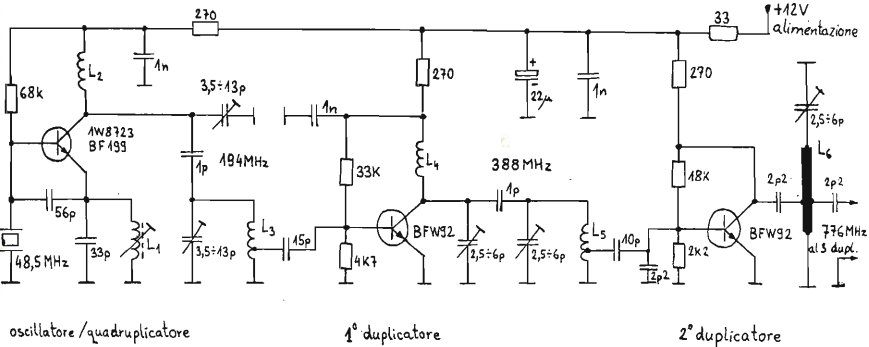 270
33
+12V
alimentazione
L2
1n
3,5÷13p
1n
270
+
-
22µ
1n
270
2,5÷6p
68k
1W8723
BF199
1p
194MHz
33K
L4
388MHz
1p
18K
L6
2p2
2p2
56p
L1
L3
15p
BFW92
L5
10p
BFW92
776MHz
al 3 dupl.
48,5MHz
33p
3,5÷13p
4K7
2,5÷6p
2,5÷6p
2p2
2K2
oscillatore/quadruplicatore
1° duplicatore
2° duplicatore